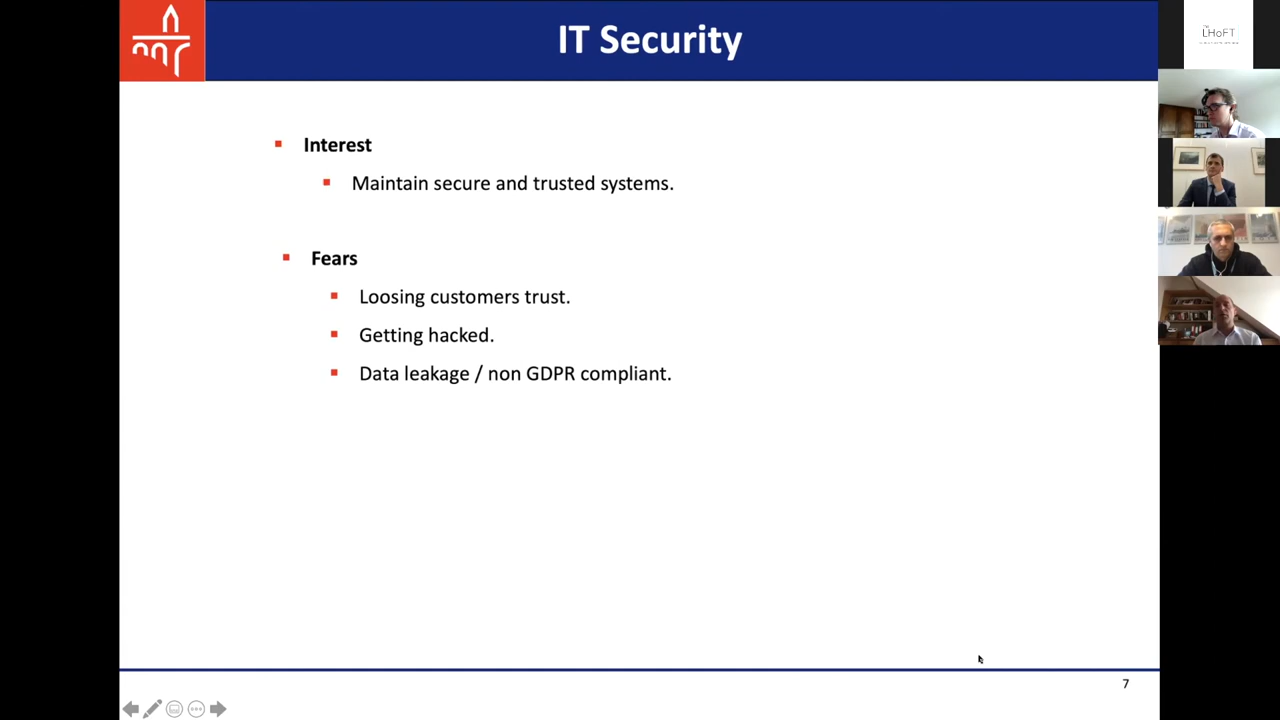 IT Security
Interest
Maintain secure and trusted systems.
Fears
Loosing customers trust.
Getting hacked.
Data leakage / non GDPR compliant.
7
LHoFT